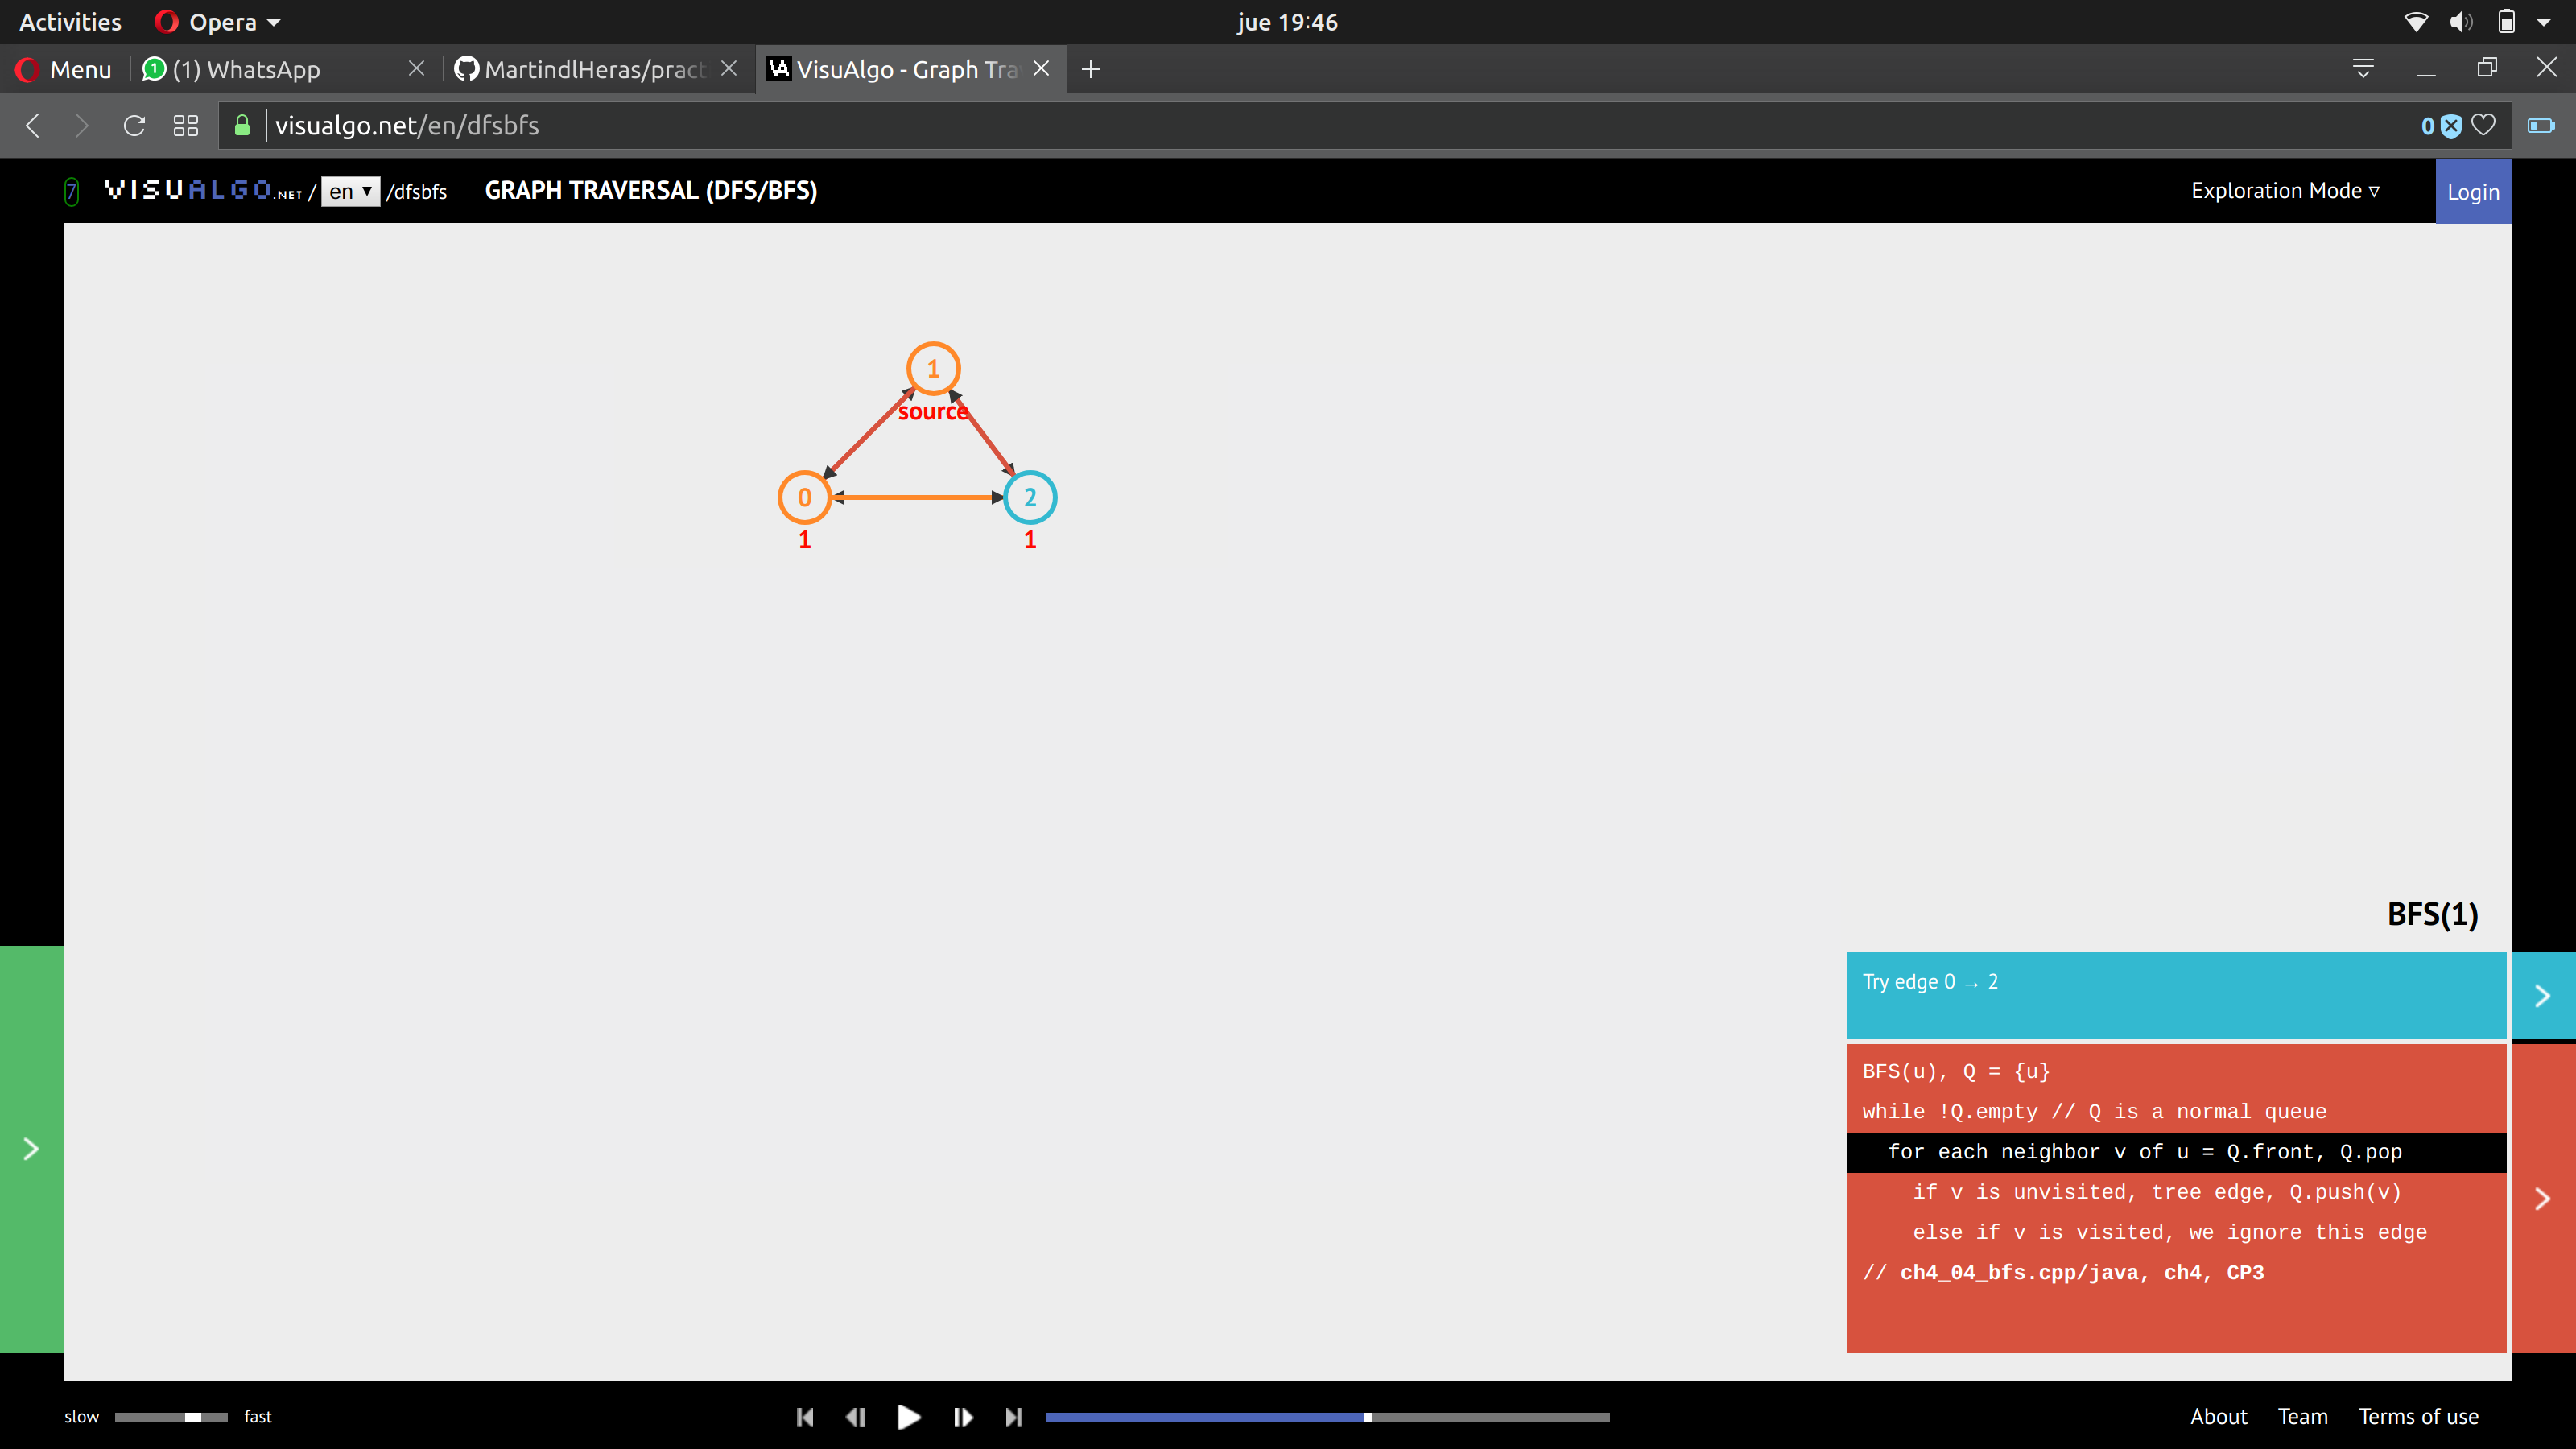 Activities Opera jue 19:46
Menu 1 (1) WhatsApp MartindlHeras/pract VisuAlgo - Graph Tra
visualgo.net/en/dfsbfs 0
7 VISUALGO.NET / en /dfsbfs GRAPH TRAVERSAL (DFS/BFS) Exploration Mode ▿ Login
1
source
0 2
1 1
BFS(1)
Try edge 0 → 2
BFS(u), Q = {u}
while !Q.empty // Q is a normal queue
for each neighbor v of u = Q.front, Q.pop
if v is unvisited, tree edge, Q.push(v)
else if v is visited, we ignore this edge
// ch4_04_bfs.cpp/java, ch4, CP3
slow fast About Team Terms of use